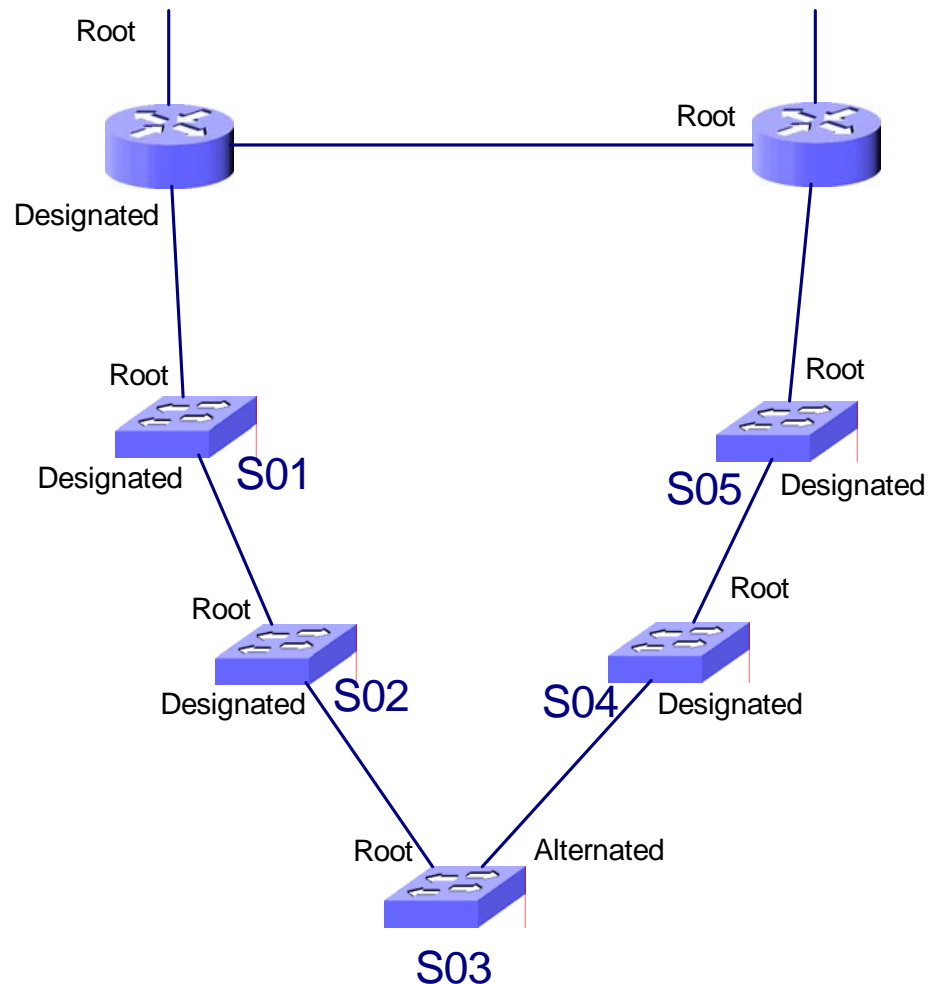 Root
Root
Designated
Root
Root
Designated
S01
S05
Designated
Root
Root
Designated
S02
S04
Designated
Root
Alternated
S03